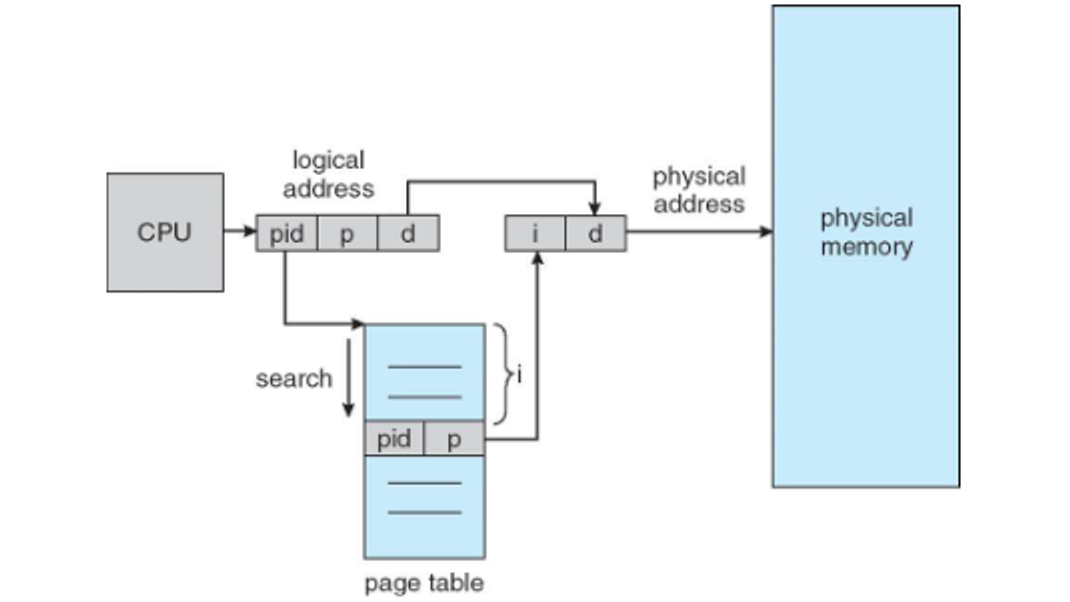 logical
address
physical
address
CPU
pid p d
i d
physical
memory
search
i
pid p
page table